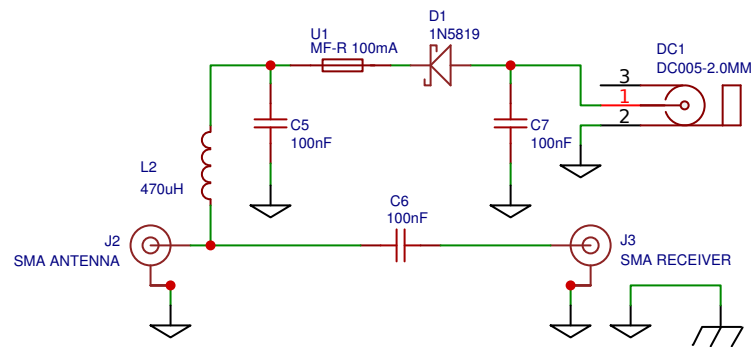 D1
1N5819
U1
MF-R 100mA
DC1
DC005-2.0MM
3
1
2
C5
100nF
C7
100nF
L2
470uH
C6
100nF
J2
SMA ANTENNA
J3
SMA RECEIVER